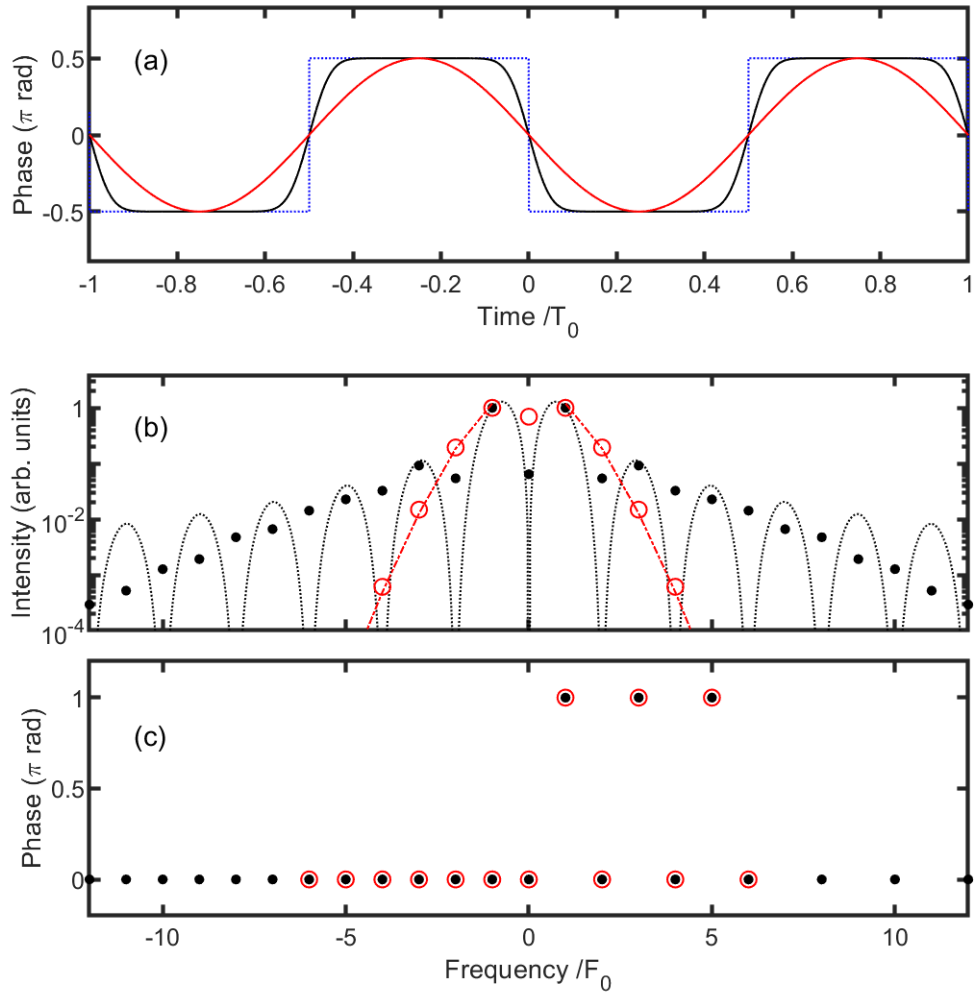 (a)
Phase (π rad)
0.5
0
-0.5
-1 -0.8 -0.6 -0.4 -0.2 0 0.2 0.4 0.6 0.8 1
Time /T0
(b)
Intensity (arb. units)
1
10-2
10-4
(c)
Phase (π rad)
1
0.5
0
-10 -5 0 5 10
Frequency /F0